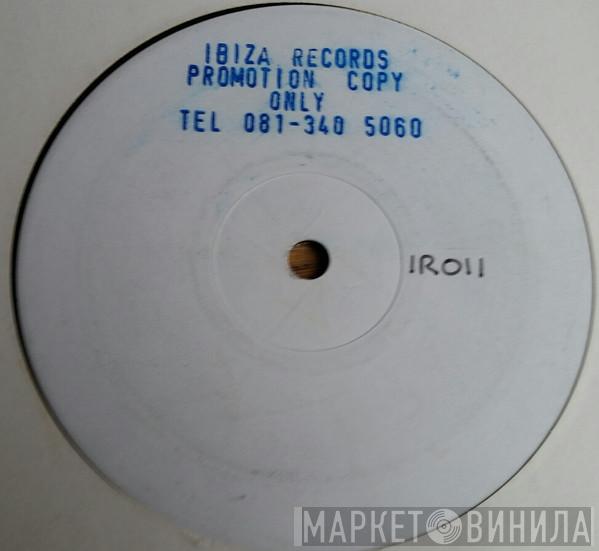 IBIZA RECORDS
PROMOTION COPY
ONLY
TEL 081-340 5060
IR011
МАРКЕТ ВИНИЛА